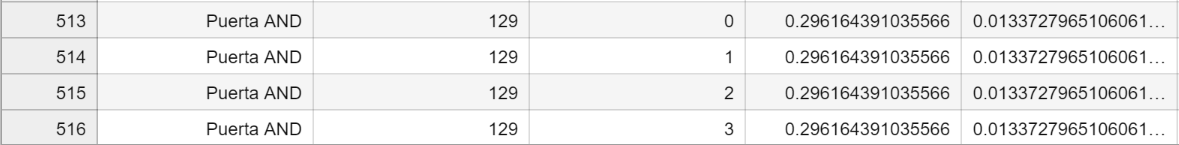 513 Puerta AND 129 0 0.296164391035566 0.0133727965106061...
514 Puerta AND 129 1 0.296164391035566 0.0133727965106061...
515 Puerta AND 129 2 0.296164391035566 0.0133727965106061...
516 Puerta AND 129 3 0.296164391035566 0.0133727965106061...